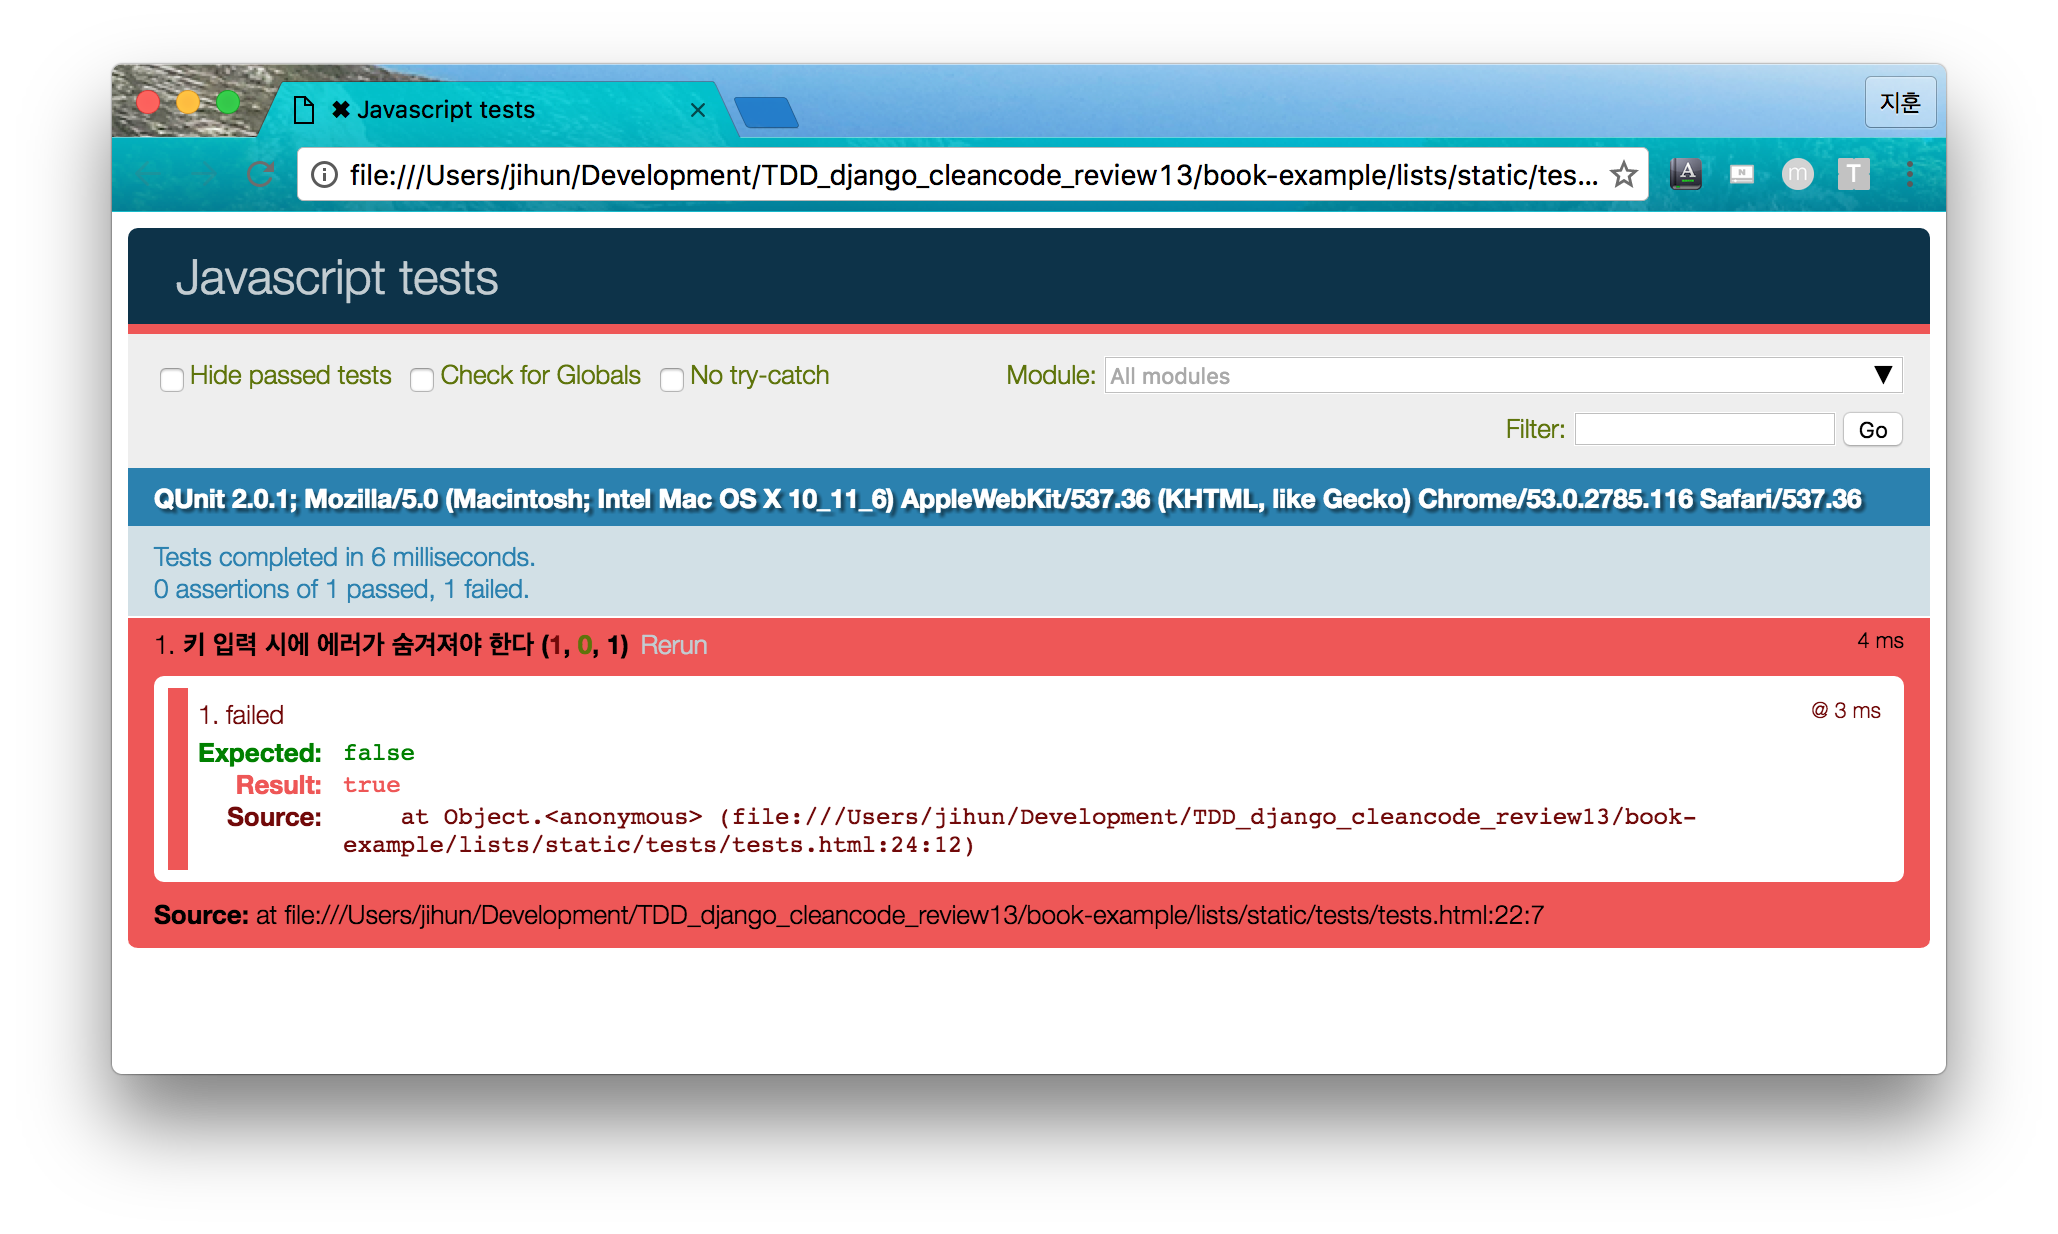 ✖ Javascript tests
지훈
file:///Users/jihun/Development/TDD_django_cleancode_review13/book-example/lists/static/tes...
A
N
m
T
Javascript tests
Hide passed tests Check for Globals No try-catch Module: All modules ▼
Filter: Go
QUnit 2.0.1; Mozilla/5.0 (Macintosh; Intel Mac OS X 10_11_6) AppleWebKit/537.36 (KHTML, like Gecko) Chrome/53.0.2785.116 Safari/537.36
Tests completed in 6 milliseconds.
0 assertions of 1 passed, 1 failed.
1. 키 입력 시에 에러가 숨겨져야 한다 (1, 0, 1) Rerun 4 ms
1. failed @ 3 ms
Expected: false
Result: true
Source: at Object.<anonymous> (file:///Users/jihun/Development/TDD_django_cleancode_review13/book-
example/lists/static/tests/tests.html:24:12)
Source: at file:///Users/jihun/Development/TDD_django_cleancode_review13/book-example/lists/static/tests/tests.html:22:7